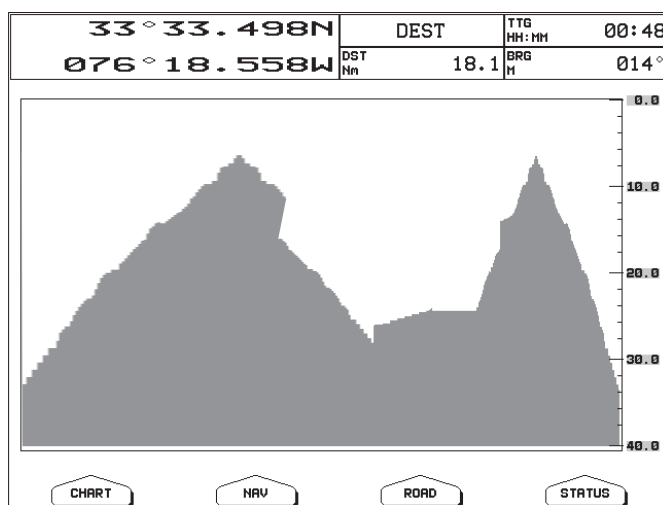 33°33.498N
DEST
TTG
HH:MM
00:48
076°18.558W
DST
Nm
18.1
BRG
M
014°
0.0
10.0
20.0
30.0
40.0
CHART
NAV
ROAD
STATUS